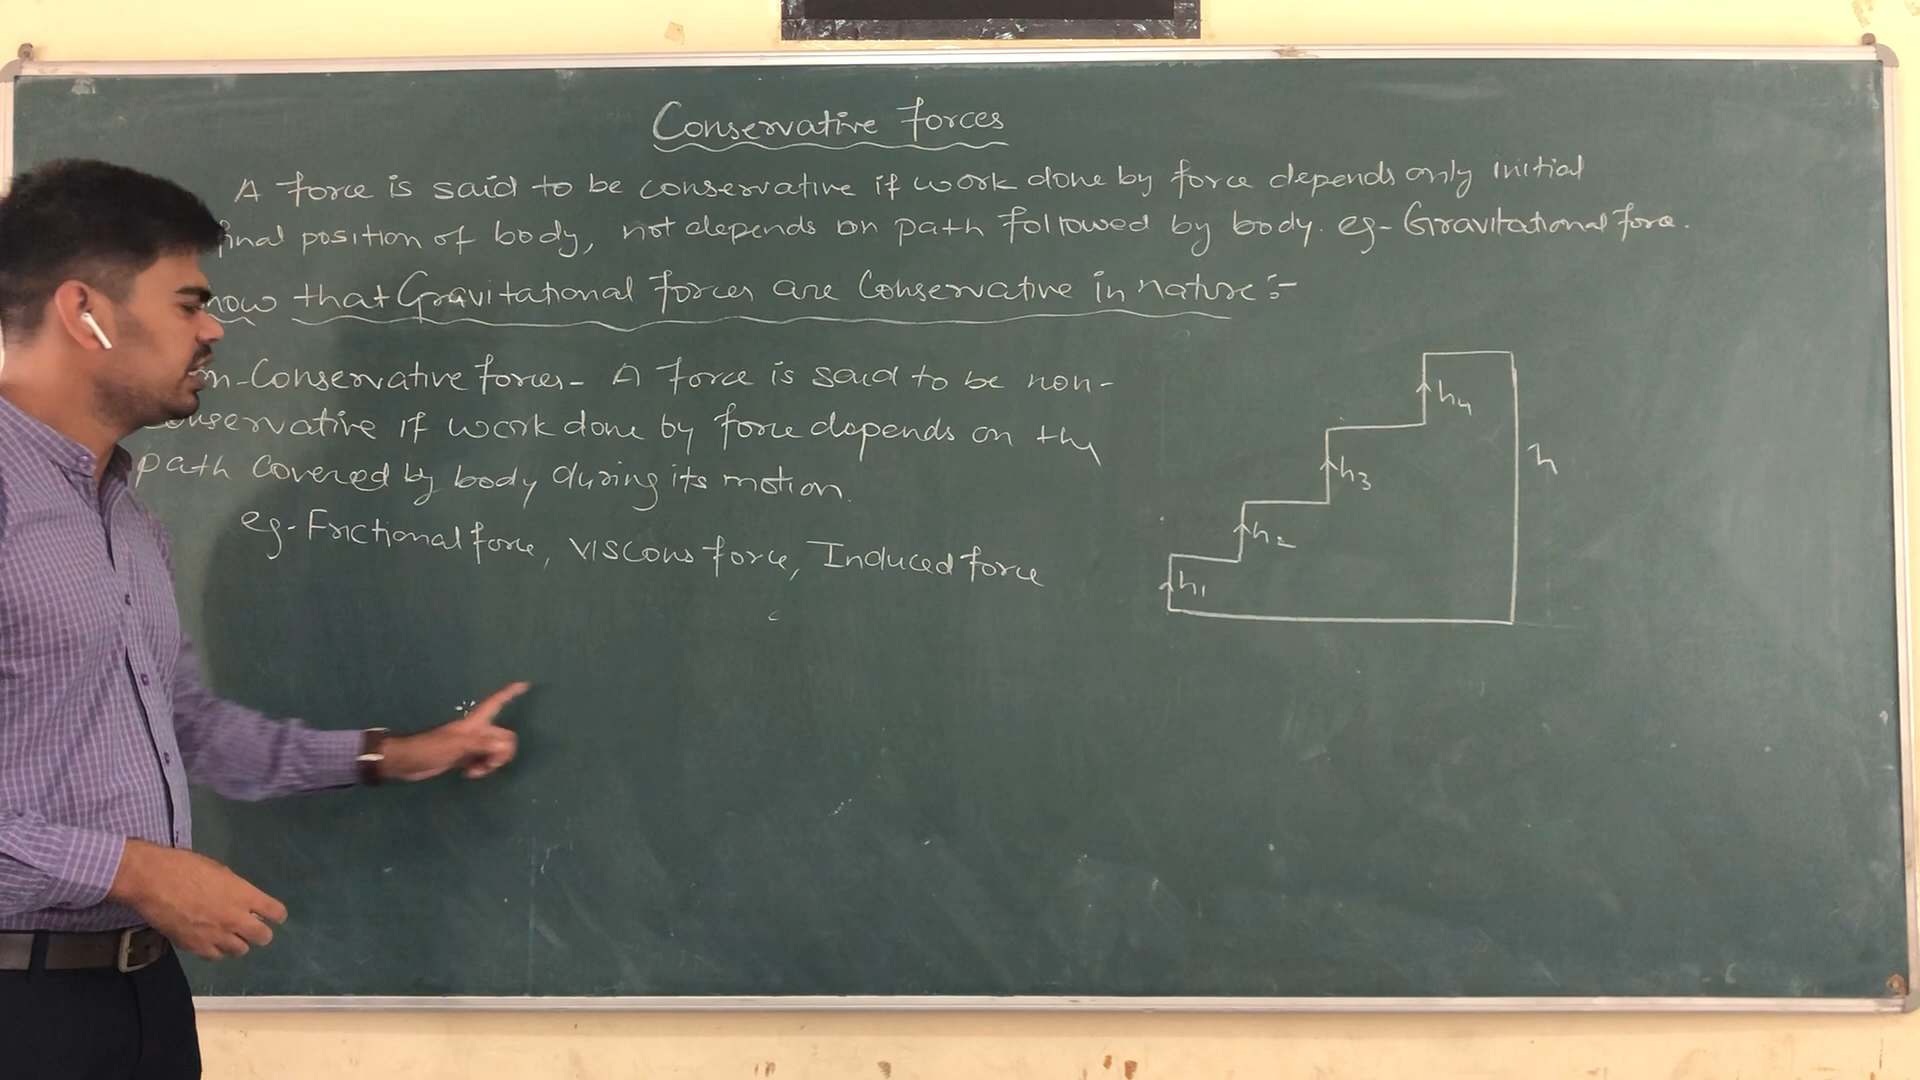 Conservative Forces
A force is said to be conservative if work done by force depends only initial
final position of body, not depends on path followed by body. eg- Gravitational force.
that Gravitational Forces are Conservative in nature :-
-Conservative forces - A force is said to be non-
conservative if work done by force depends on the
path covered by body during its motion.
eg- Frictional force, Viscous force, Induced force
h4
h
h3
h2
h1